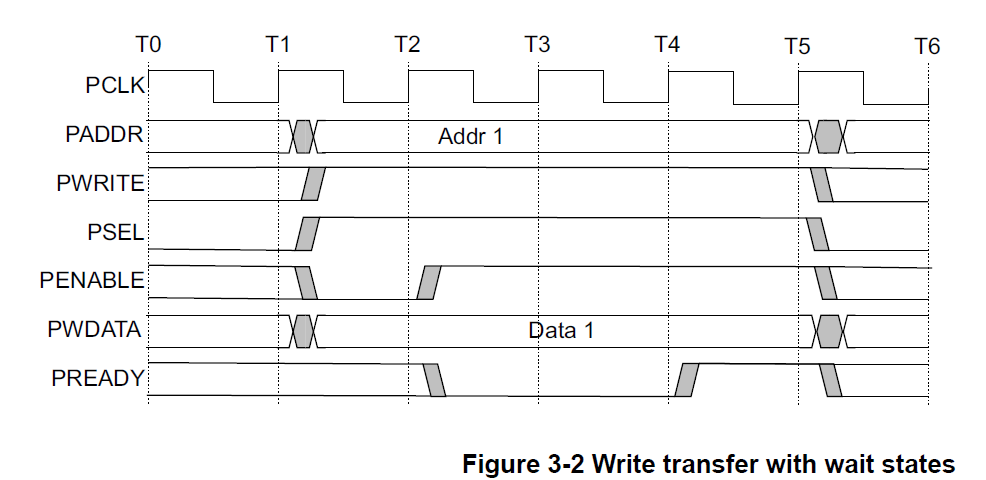 T0 T1 T2 T3 T4 T5 T6
PCLK
PADDR Addr 1
PWRITE
PSEL
PENABLE
PWDATA Data 1
PREADY
Figure 3-2 Write transfer with wait states